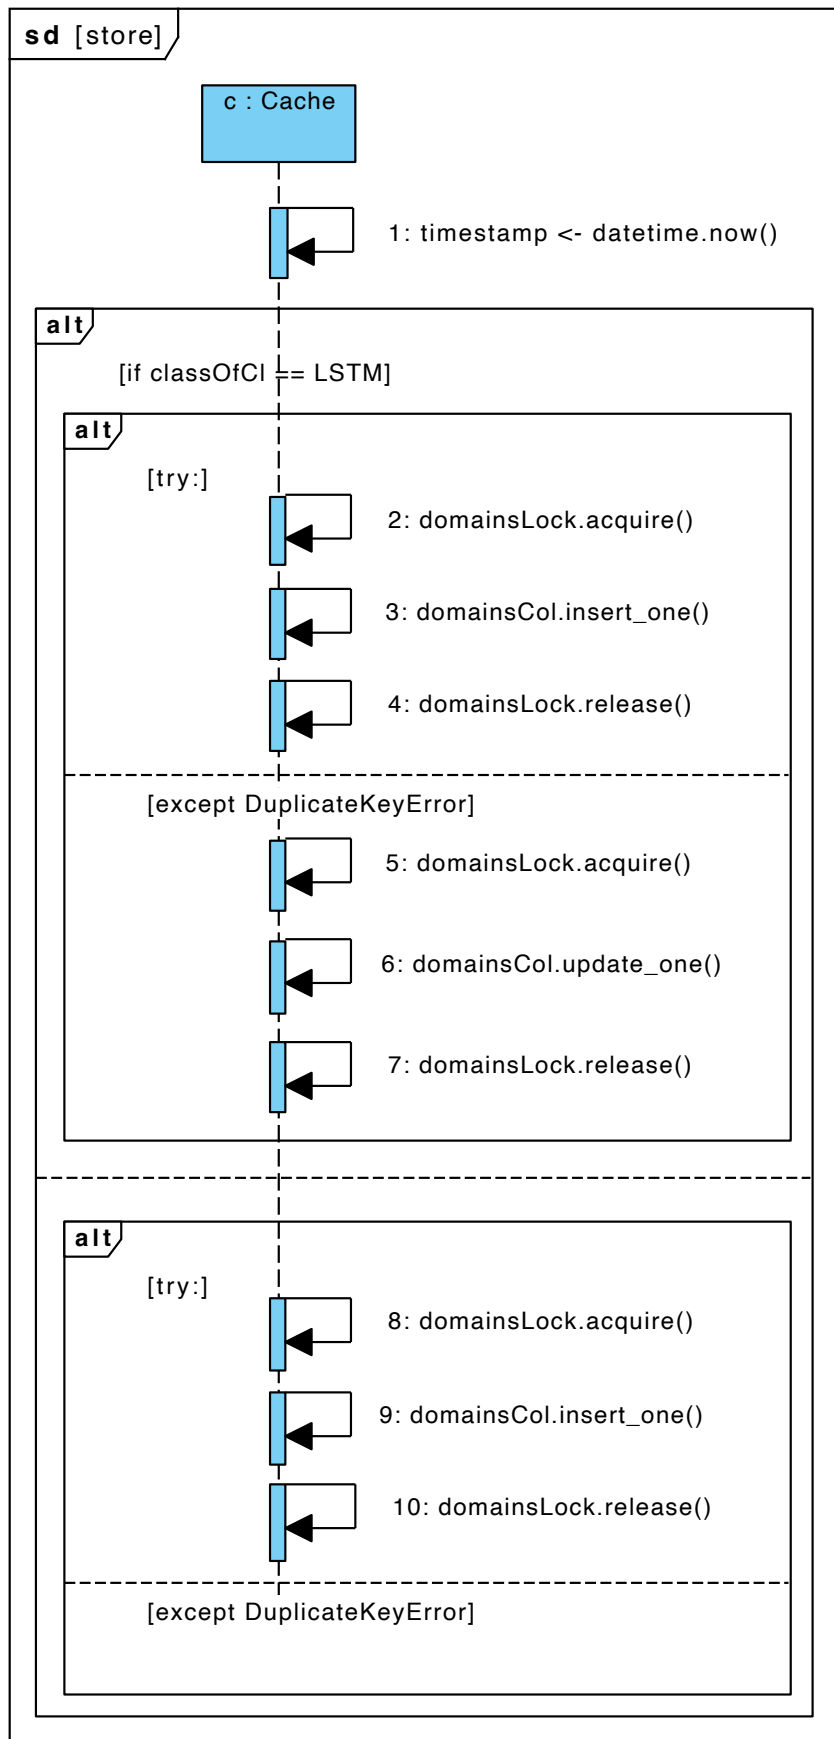 sd [store]
c : Cache
1: timestamp <- datetime.now()
alt
[if classOfCl == LSTM]
alt
[try:]
2: domainsLock.acquire()
3: domainsCol.insert_one()
4: domainsLock.release()
[except DuplicateKeyError]
5: domainsLock.acquire()
6: domainsCol.update_one()
7: domainsLock.release()
alt
[try:]
8: domainsLock.acquire()
9: domainsCol.insert_one()
10: domainsLock.release()
[except DuplicateKeyError]